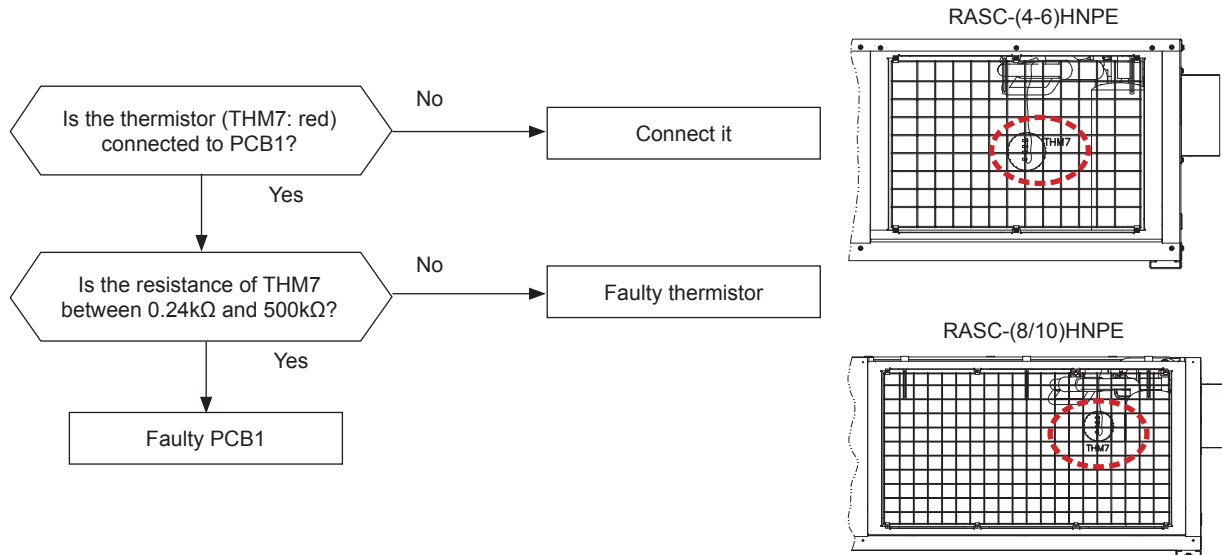 Is the thermistor (THM7: red)
connected to PCB1?
No
Connect it
Yes
Is the resistance of THM7
between 0.24kΩ and 500kΩ?
No
Faulty thermistor
Yes
Faulty PCB1
RASC-(4-6)HNPE
THM7
RASC-(8/10)HNPE
THM7